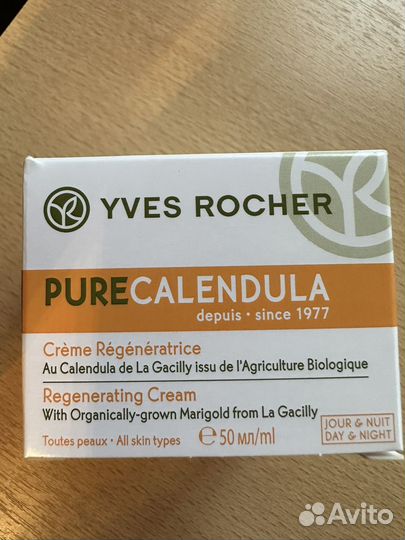 YVES ROCHER
PURECALENDULA
depuis · since 1977
Crème Régénératrice
Au Calendula de La Gacilly issu de l'Agriculture Biologique
Regenerating Cream
With Organically-grown Marigold from La Gacilly
Toutes peaux · All skin types ℮ 50 мл/ml
JOUR & NUIT
DAY & NIGHT
Avito